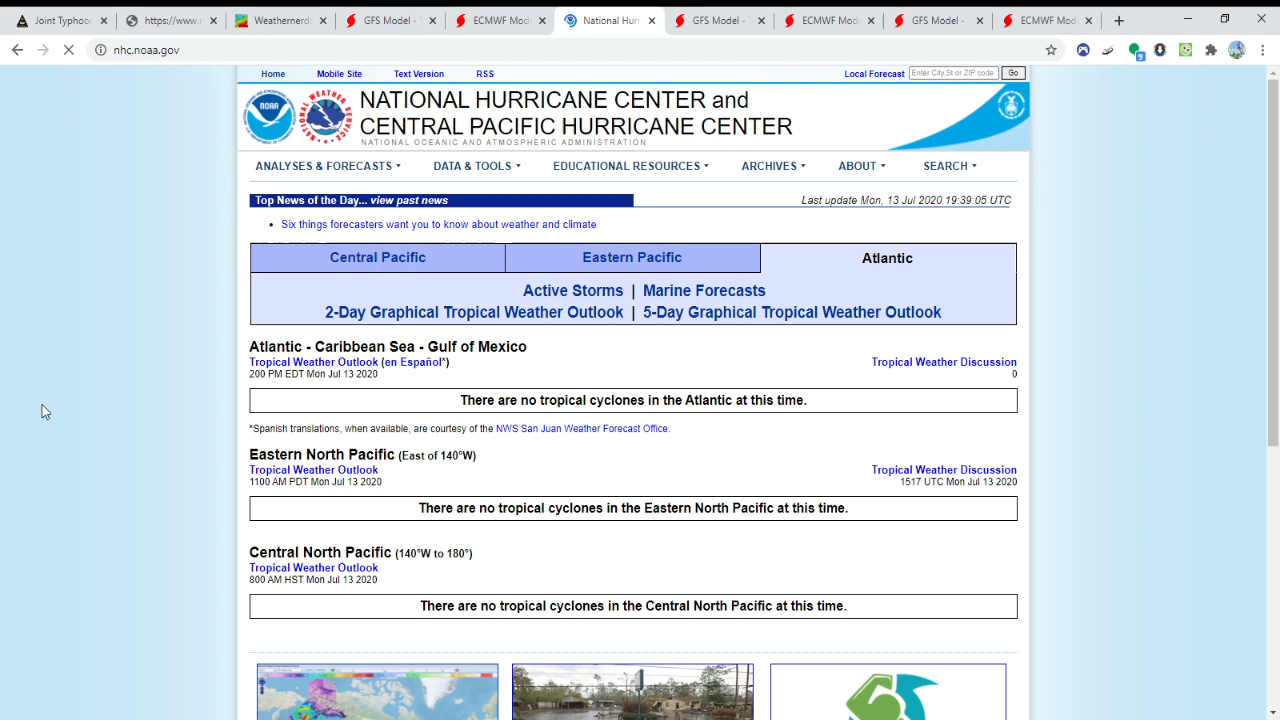 Joint Typhoo
https://www.r
Weathernerds
GFS Model - T
ECMWF Mode
National Hurr
GFS Model - T
ECMWF Mode
GFS Model -
ECMWF Mode
nhc.noaa.gov
9
Home Mobile Site Text Version RSS Local Forecast Enter City,St or ZIP code Go
NOAA
NATIONAL WEATHER SERVICE
NATIONAL HURRICANE CENTER and
CENTRAL PACIFIC HURRICANE CENTER
NATIONAL OCEANIC AND ATMOSPHERIC ADMINISTRATION
ANALYSES & FORECASTS DATA & TOOLS EDUCATIONAL RESOURCES ARCHIVES ABOUT SEARCH
Top News of the Day... view past news Last update Mon, 13 Jul 2020 19:39:05 UTC
• Six things forecasters want you to know about weather and climate
Central Pacific Eastern Pacific Atlantic
Active Storms | Marine Forecasts
2-Day Graphical Tropical Weather Outlook | 5-Day Graphical Tropical Weather Outlook
Atlantic - Caribbean Sea - Gulf of Mexico
Tropical Weather Outlook (en Español*) Tropical Weather Discussion
200 PM EDT Mon Jul 13 2020 0
There are no tropical cyclones in the Atlantic at this time.
*Spanish translations, when available, are courtesy of the NWS San Juan Weather Forecast Office.
Eastern North Pacific (East of 140°W)
Tropical Weather Outlook Tropical Weather Discussion
1100 AM PDT Mon Jul 13 2020 1517 UTC Mon Jul 13 2020
There are no tropical cyclones in the Eastern North Pacific at this time.
Central North Pacific (140°W to 180°)
Tropical Weather Outlook
800 AM HST Mon Jul 13 2020
There are no tropical cyclones in the Central North Pacific at this time.